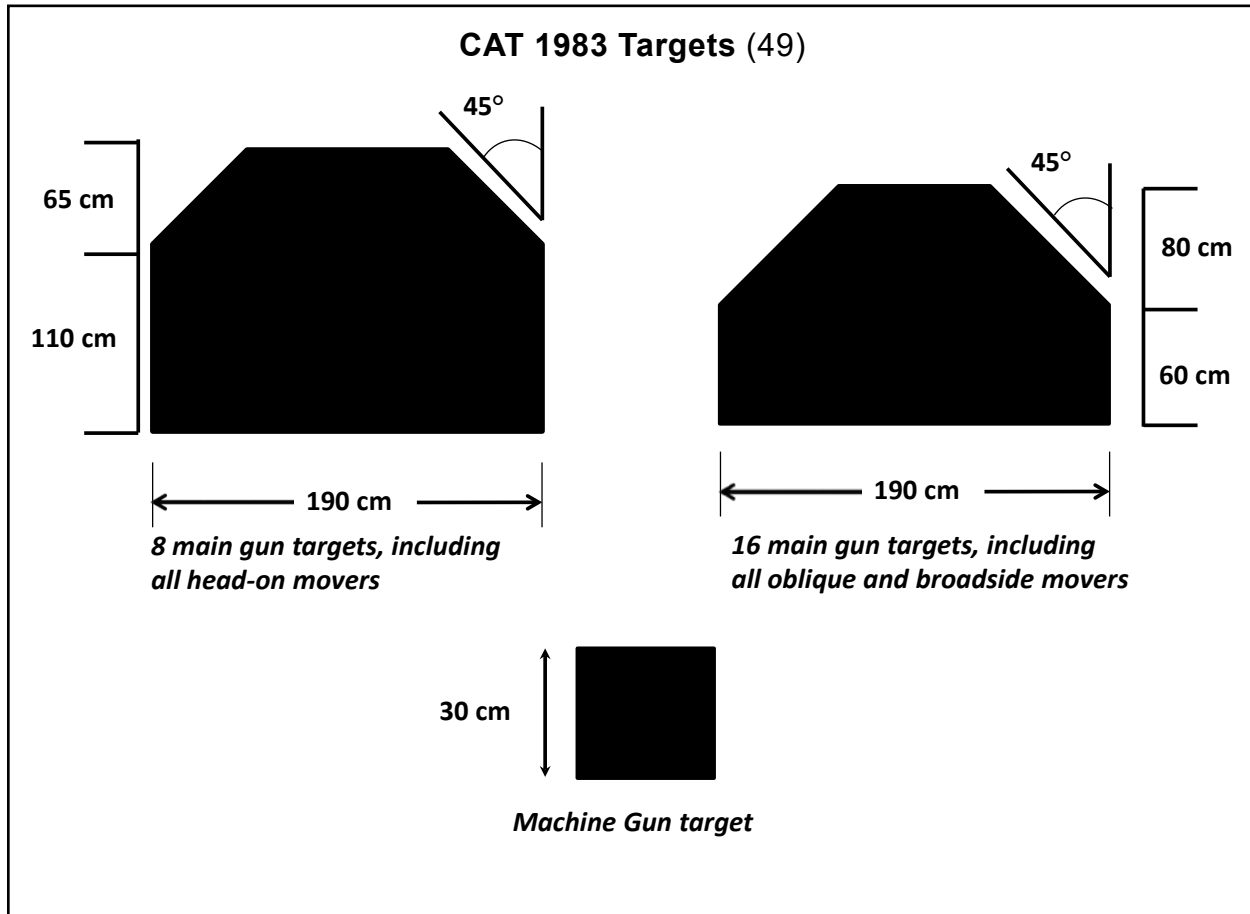 CAT 1983 Targets (49)
45°
65 cm
110 cm
190 cm
8 main gun targets, including
all head-on movers
45°
80 cm
60 cm
190 cm
16 main gun targets, including
all oblique and broadside movers
30 cm
Machine Gun target